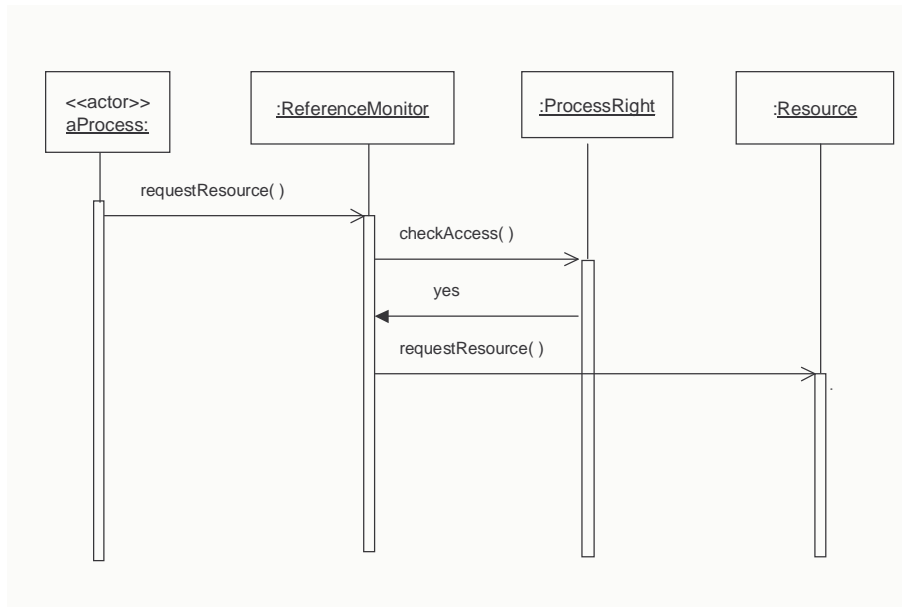 <<actor>>
aProcess:
:ReferenceMonitor
:ProcessRight
:Resource
requestResource( )
checkAccess( )
yes
requestResource( )